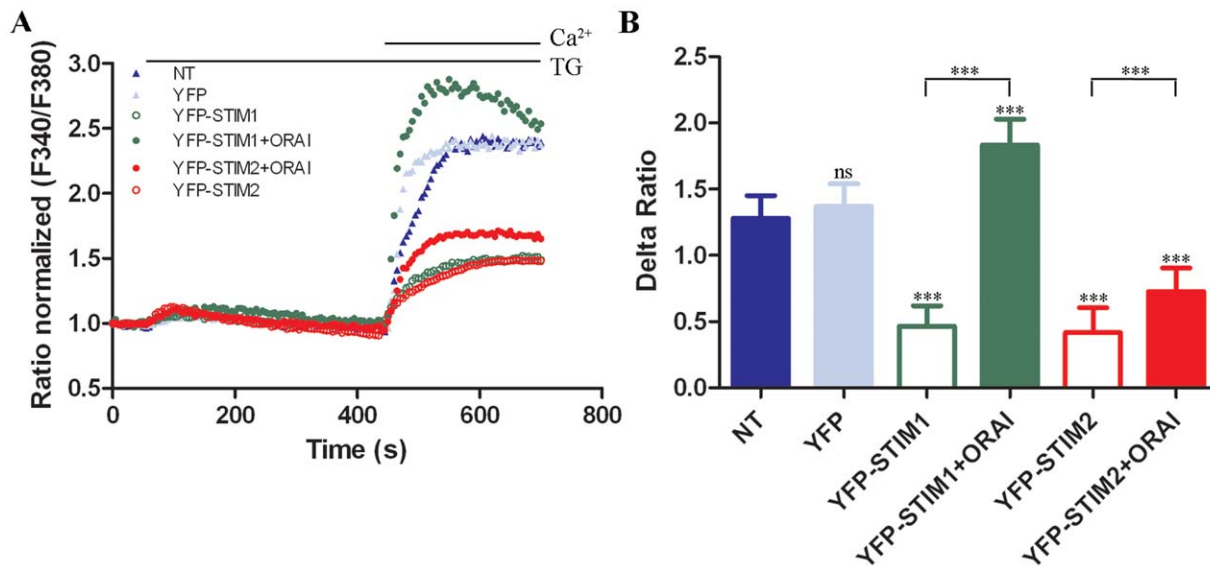 A
Ca²⁺
TG
NT
YFP
YFP-STIM1
YFP-STIM1+ORAI
YFP-STIM2+ORAI
YFP-STIM2
Ratio normalized (F340/F380)
3.0
2.5
2.0
1.5
1.0
0.5
0
200
400
600
800
Time (s)
B
Delta Ratio
2.5
2.0
1.5
1.0
0.5
0.0
ns
***
***
***
***
***
***
NT
YFP
YFP-STIM1
YFP-STIM1+ORAI
YFP-STIM2
YFP-STIM2+ORAI